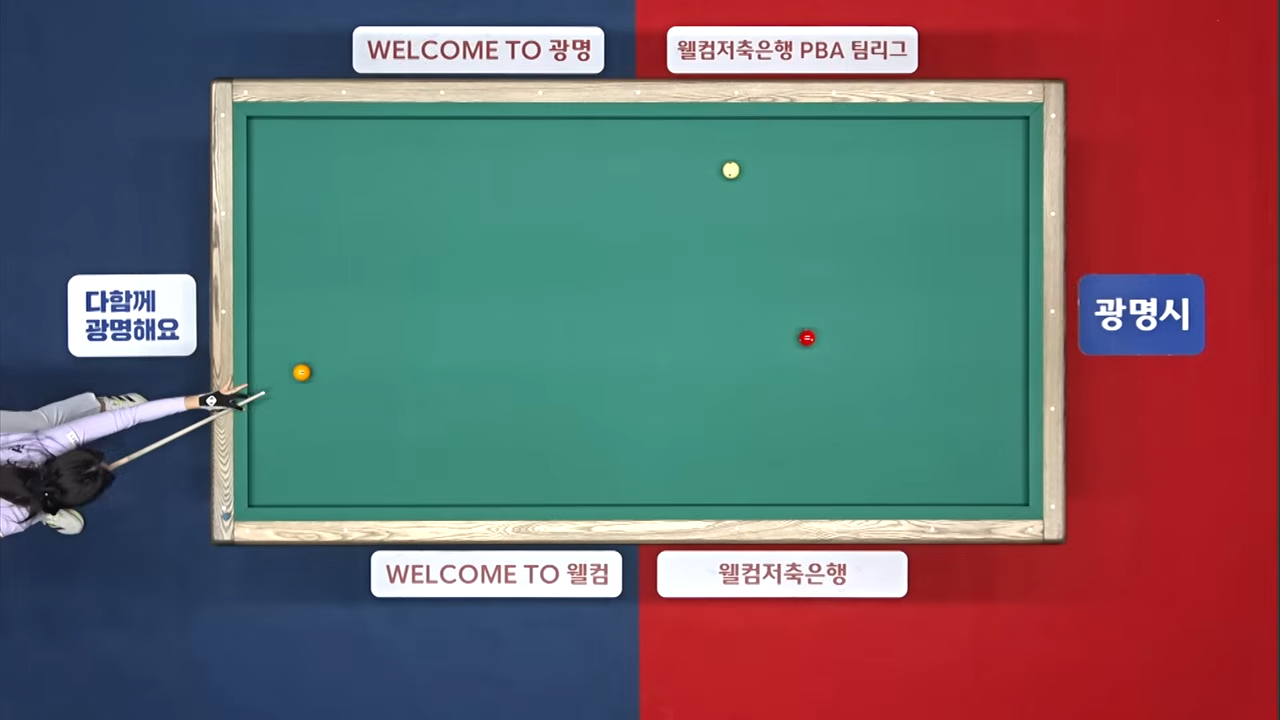 WELCOME TO 광명
웰컴저축은행 PBA 팀리그
다함께
광명해요
광명시
WELCOME TO 웰컴
웰컴저축은행